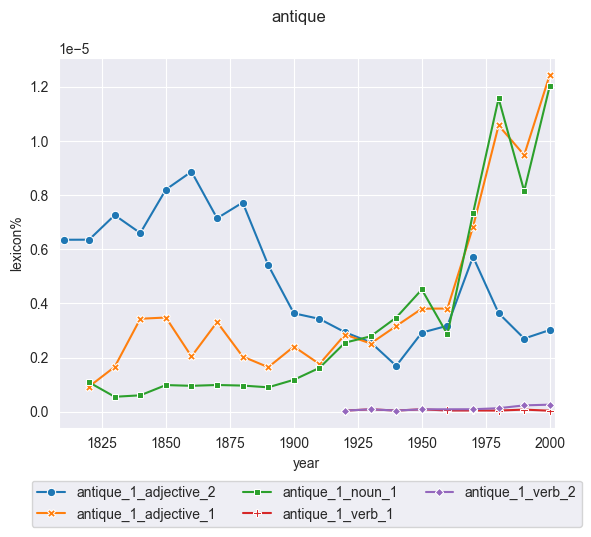 antique
1e−5
1.2
1.0
0.8
0.6
0.4
0.2
0.0
lexicon%
1825 1850 1875 1900 1925 1950 1975 2000
year
antique_1_adjective_2 antique_1_noun_1 antique_1_verb_2
antique_1_adjective_1 antique_1_verb_1